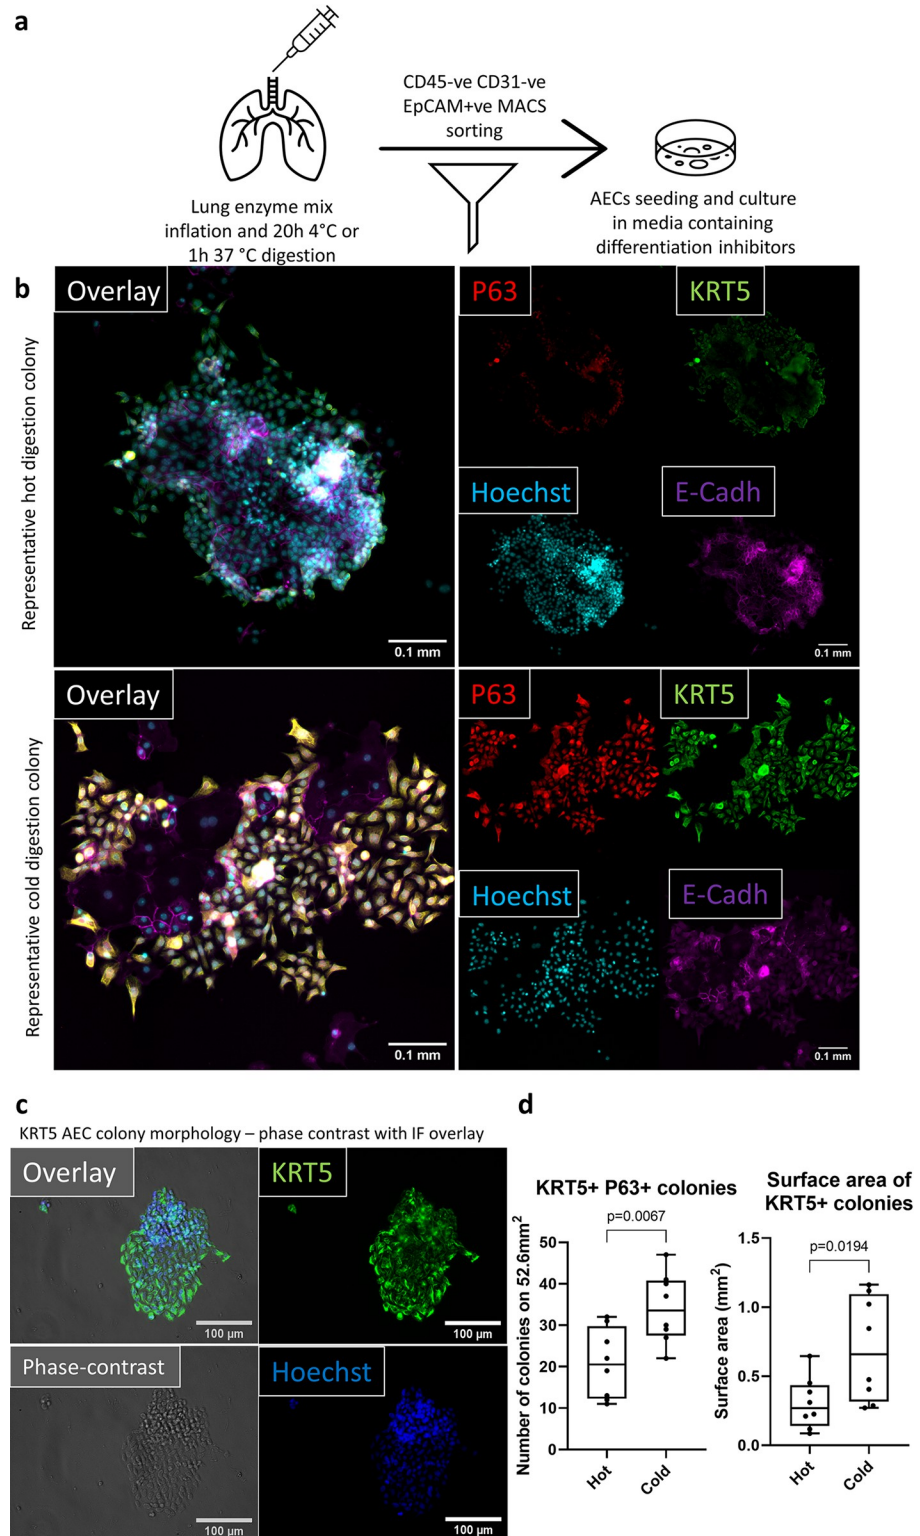 a
CD45-ve CD31-ve
EpCAM+ve MACS
sorting
Lung enzyme mix
inflation and 20h 4°C or
1h 37 °C digestion
AECs seeding and culture
in media containing
differentiation inhibitors
b
Representative hot digestion colony
Overlay
0.1 mm
P63
KRT5
Hoechst
E-Cadh
0.1 mm
Representative cold digestion colony
Overlay
0.1 mm
P63
KRT5
Hoechst
E-Cadh
0.1 mm
c
KRT5 AEC colony morphology – phase contrast with IF overlay
Overlay
100 µm
KRT5
100 µm
Phase-contrast
100 µm
Hoechst
100 µm
d
KRT5+ P63+ colonies
p=0.0067
Number of colonies on 52.6mm²
50
40
30
20
10
0
Hot
Cold
Surface area of
KRT5+ colonies
p=0.0194
Surface area (mm²)
1.5
1.0
0.5
0.0
Hot
Cold